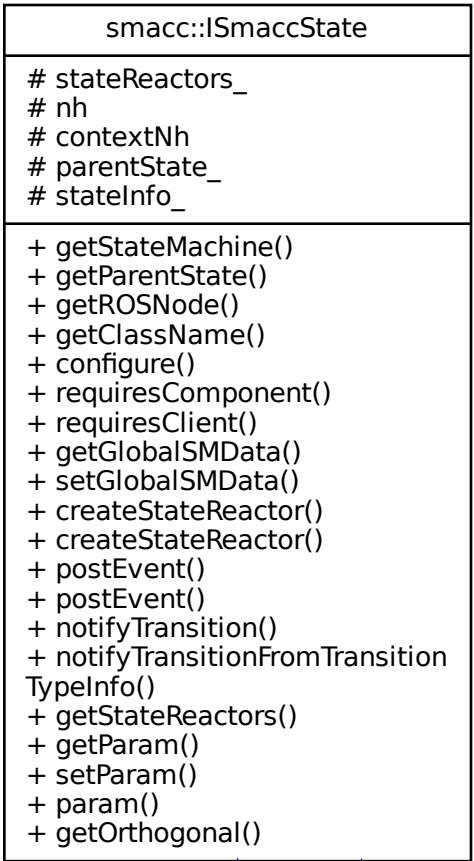 smacc::ISmaccState
# stateReactors_
# nh
# contextNh
# parentState_
# stateInfo_
+ getStateMachine()
+ getParentState()
+ getROSNode()
+ getClassName()
+ configure()
+ requiresComponent()
+ requiresClient()
+ getGlobalSMData()
+ setGlobalSMData()
+ createStateReactor()
+ createStateReactor()
+ postEvent()
+ postEvent()
+ notifyTransition()
+ notifyTransitionFromTransition
TypeInfo()
+ getStateReactors()
+ getParam()
+ setParam()
+ param()
+ getOrthogonal()